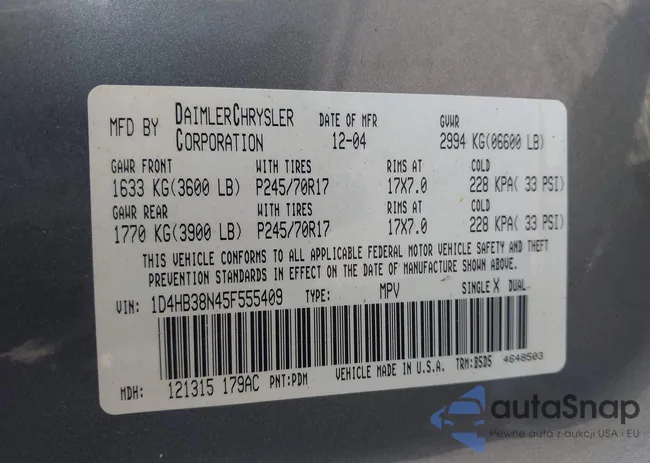 MFD BY DAIMLERCHRYSLER CORPORATION DATE OF MFR 12-04 GVWR 2994 KG(06600 LB)
GAWR FRONT WITH TIRES RIMS AT COLD
1633 KG(3600 LB) P245/70R17 17X7.0 228 KPA( 33 PSI)
GAWR REAR WITH TIRES RIMS AT COLD
1770 KG(3900 LB) P245/70R17 17X7.0 228 KPA( 33 PSI)
THIS VEHICLE CONFORMS TO ALL APPLICABLE FEDERAL MOTOR VEHICLE SAFETY AND THEFT
PREVENTION STANDARDS IN EFFECT ON THE DATE OF MANUFACTURE SHOWN ABOVE.
VIN: 1D4HB38N45F555409 TYPE: MPV SINGLE X DUAL
MDH: 121315 179AC PNT:PDM VEHICLE MADE IN U.S.A. TRM:B5D5 4648503
autaSnap
Pewne auto z aukcji USA i EU